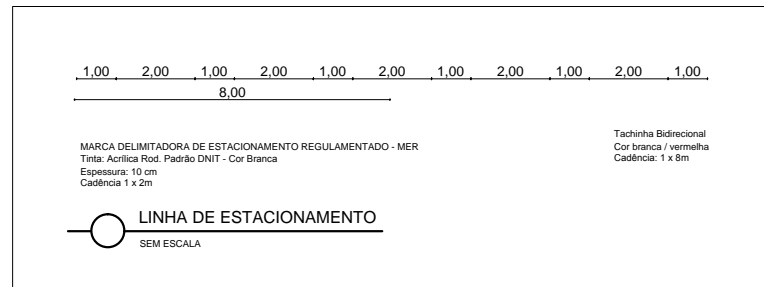 1,00 2,00 1,00 2,00 1,00 2,00 1,00 2,00 1,00 2,00 1,00
8,00
MARCA DELIMITADORA DE ESTACIONAMENTO REGULAMENTADO - MER
Tinta: Acrílica Rod. Padrão DNIT - Cor Branca
Espessura: 10 cm
Cadência 1 x 2m
Tachinha Bidirecional
Cor branca / vermelha
Cadência: 1 x 8m
LINHA DE ESTACIONAMENTO
SEM ESCALA